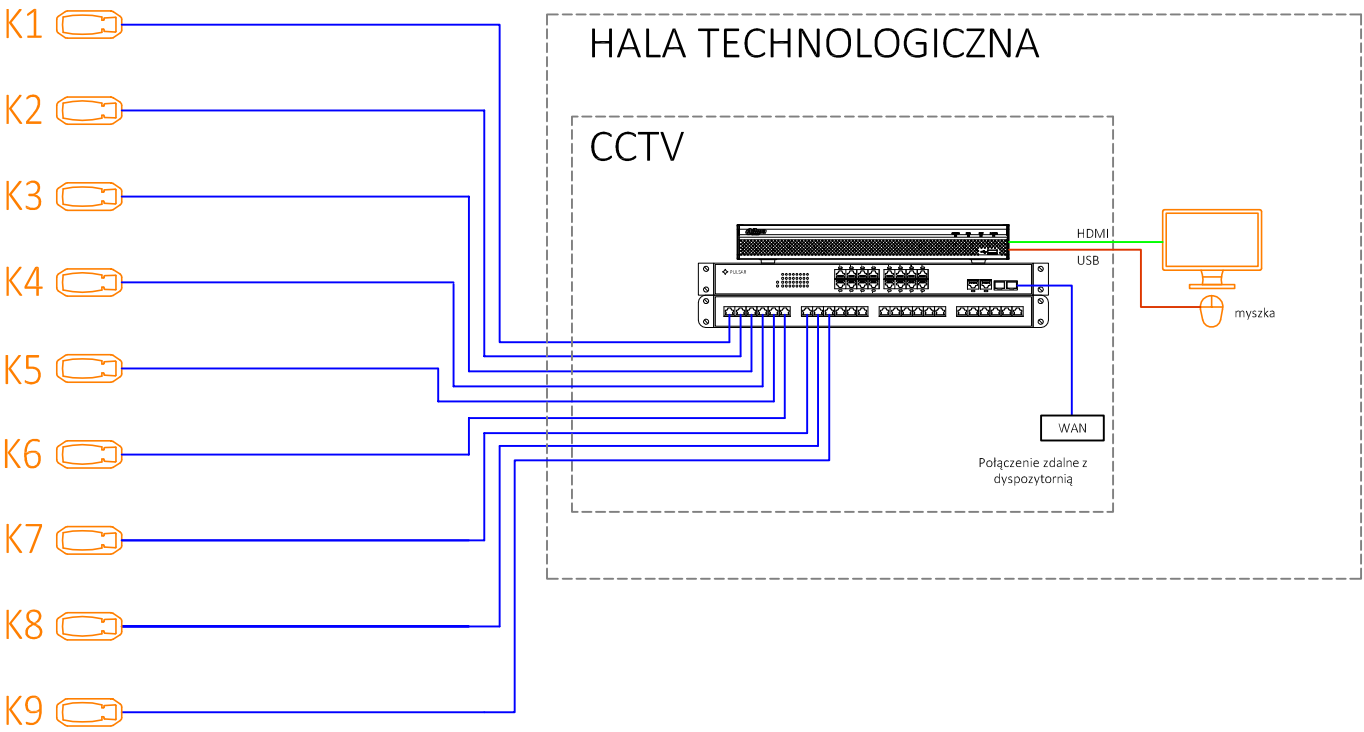 K1
K2
K3
K4
K5
K6
K7
K8
K9
HALA TECHNOLOGICZNA
CCTV
PULSAR
HDMI
USB
myszka
WAN
Połączenie zdalne z
dyspozytornią